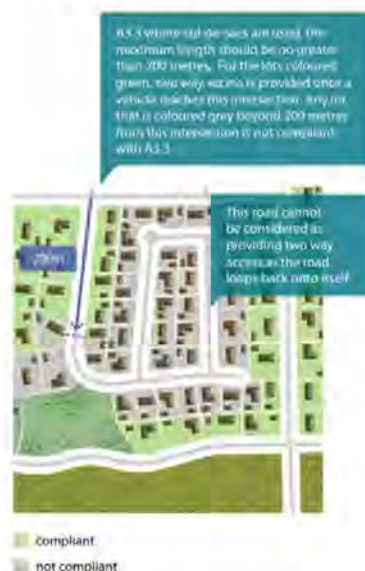 A3.3 where cul-de-sacs are used, the
maximum length should be no greater
than 200 metres. For the lots coloured
green, two way access is provided once a
vehicle reaches this intersection. Any lot
that is coloured grey beyond 200 metres
from this intersection is not compliant
with A3.3
This road cannot
be considered as
providing two way
access as the road
loops back onto itself
200m
compliant
not compliant